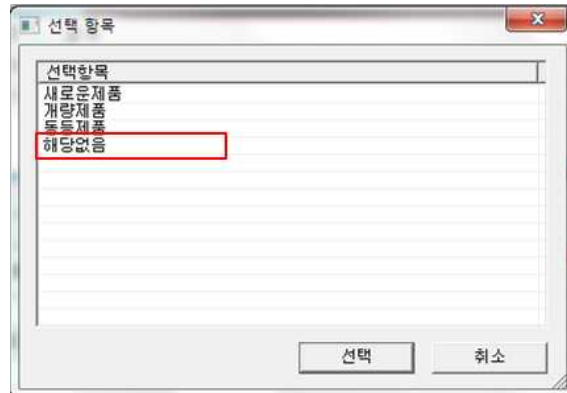 선택 항목
선택항목
새로운제품
개량제품
동등제품
해당없음
선택
취소